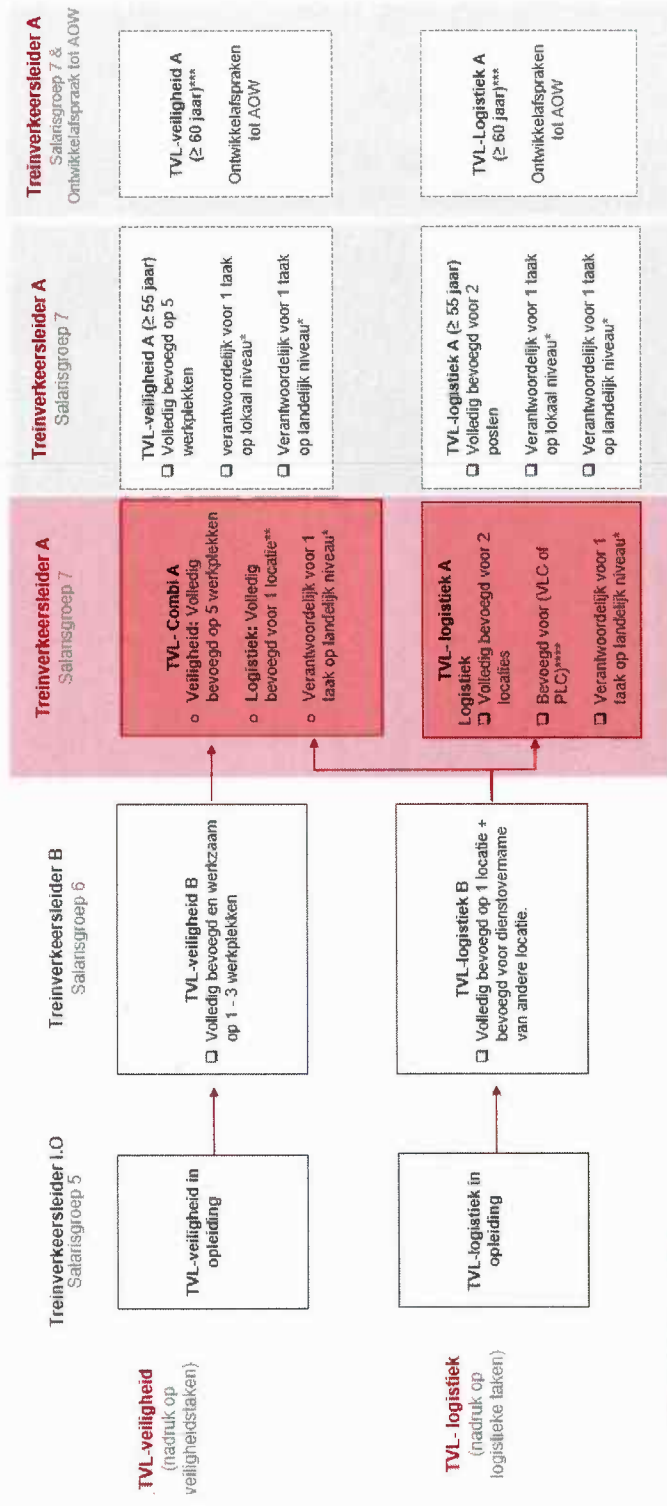 Treinverkeersleider I.O
Salarisgroep 5
Treinverkeersleider B
Salarisgroep 6
Treinverkeersleider A
Salarisgroep 7
Treinverkeersleider A
Salarisgroep 7
Treinverkeersleider A
Salarisgroep 7 &
Ontwikkelafspraak tot AOW
TVL-veiligheid
(nadruk op
veiligheidstaken)
TVL-veiligheid in
opleiding
TVL-veiligheid B
❑ Volledig bevoegd en werkzaam
op 1 - 3 werkplekken
TVL- Combi A
○ Veiligheid: Volledig
bevoegd op 5 werkplekken
○ Logistiek: Volledig
bevoegd voor 1 locatie**
○ Verantwoordelijk voor 1
taak op landelijk niveau*
TVL-veiligheid A (≥ 55 jaar)
❑ Volledig bevoegd op 5
werkplekken
❑ verantwoordelijk voor 1 taak
op lokaal niveau*
❑ Verantwoordelijk voor 1 taak
op landelijk niveau*
TVL-veiligheid A
(≥ 60 jaar)***
Ontwikkelafspraken
tot AOW
TVL- logistiek
(nadruk op
logistieke taken)
TVL-logistiek in
opleiding
TVL-logistiek B
❑ Volledig bevoegd op 1 locatie +
bevoegd voor dienstovername
van andere locatie.
TVL- logistiek A
Logistiek
❑ Volledig bevoegd voor 2
locaties
❑ Bevoegd voor (VLC of
PLC)****
❑ Verantwoordelijk voor 1
taak op landelijk niveau*
TVL-logistiek A (≥ 55 jaar)
❑ Volledig bevoegd voor 2
posten
❑ Verantwoordelijk voor 1 taak
op lokaal niveau*
❑ Verantwoordelijk voor 1 taak
op landelijk niveau*
TVL-Logistiek A
(≥ 60 jaar)***
Ontwikkelafspraken
tot AOW